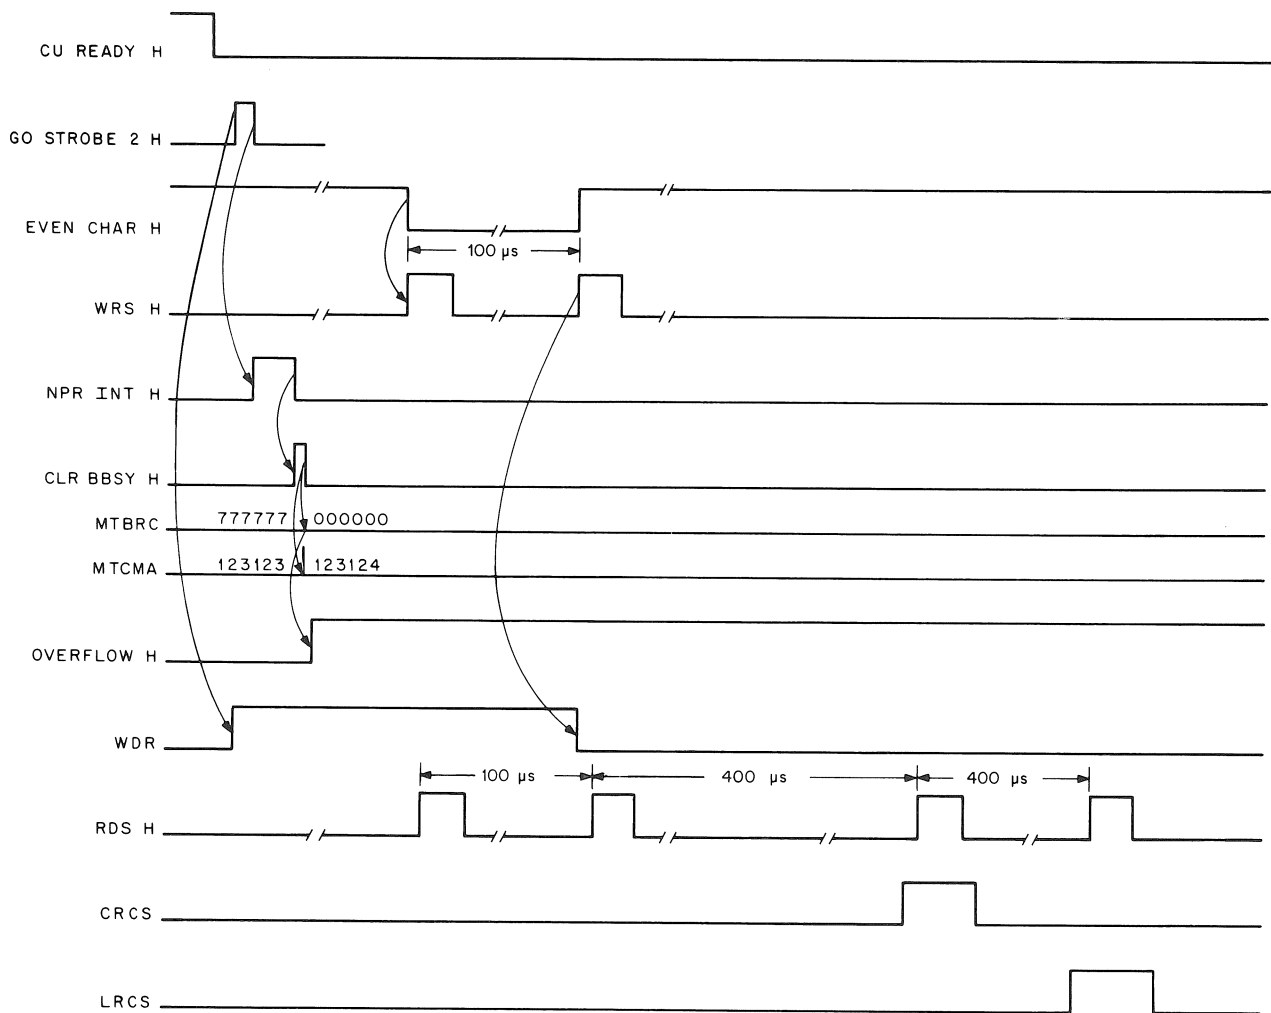 CU READY H
GO STROBE 2 H
EVEN CHAR H
100 µs
WRS H
NPR INT H
CLR BBSY H
MTBRC 777777 000000
MTCMA 123123 123124
OVERFLOW H
WDR
100 µs 400 µs 400 µs
RDS H
CRCS
LRCS